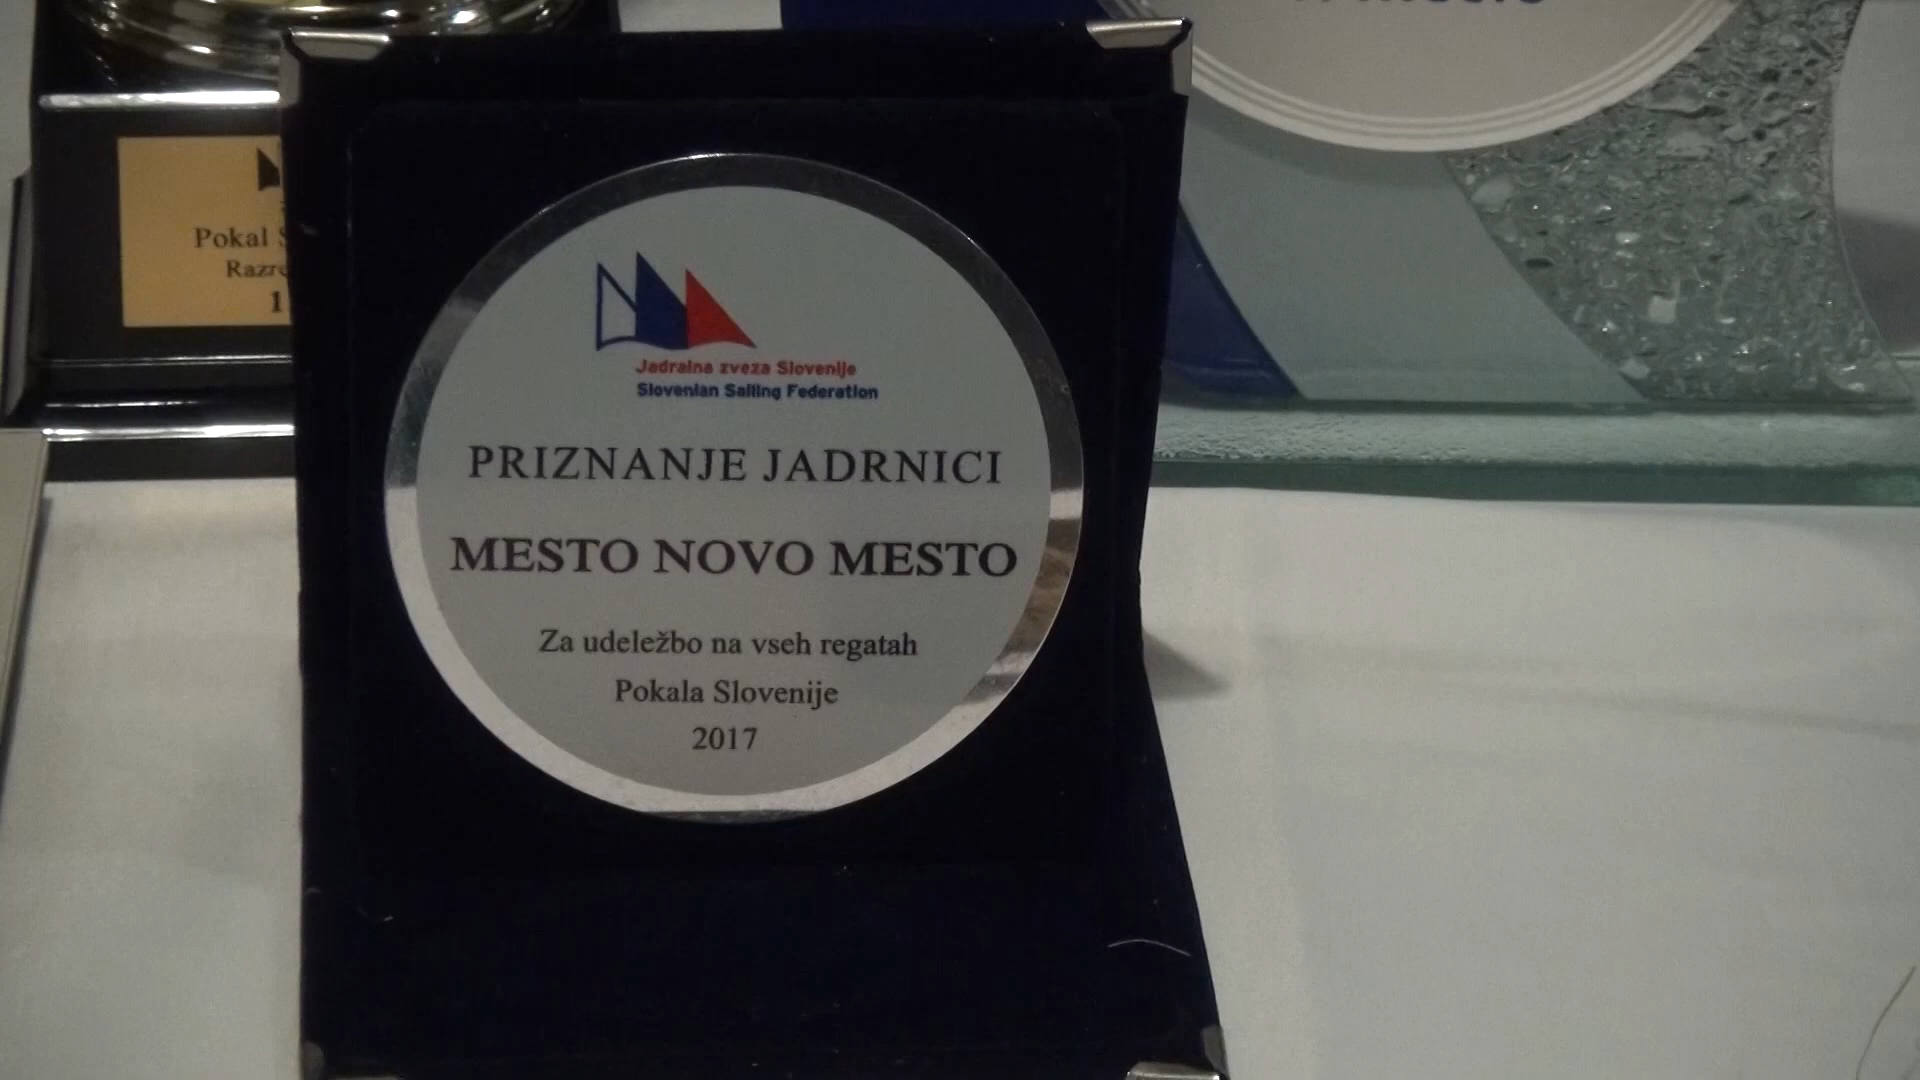 Pokal
1
Jadralna zveza Slovenije
Slovenian Sailing Federation
PRIZNANJE JADRNICI
MESTO NOVO MESTO
Za udeležbo na vseh regatah
Pokala Slovenije
2017